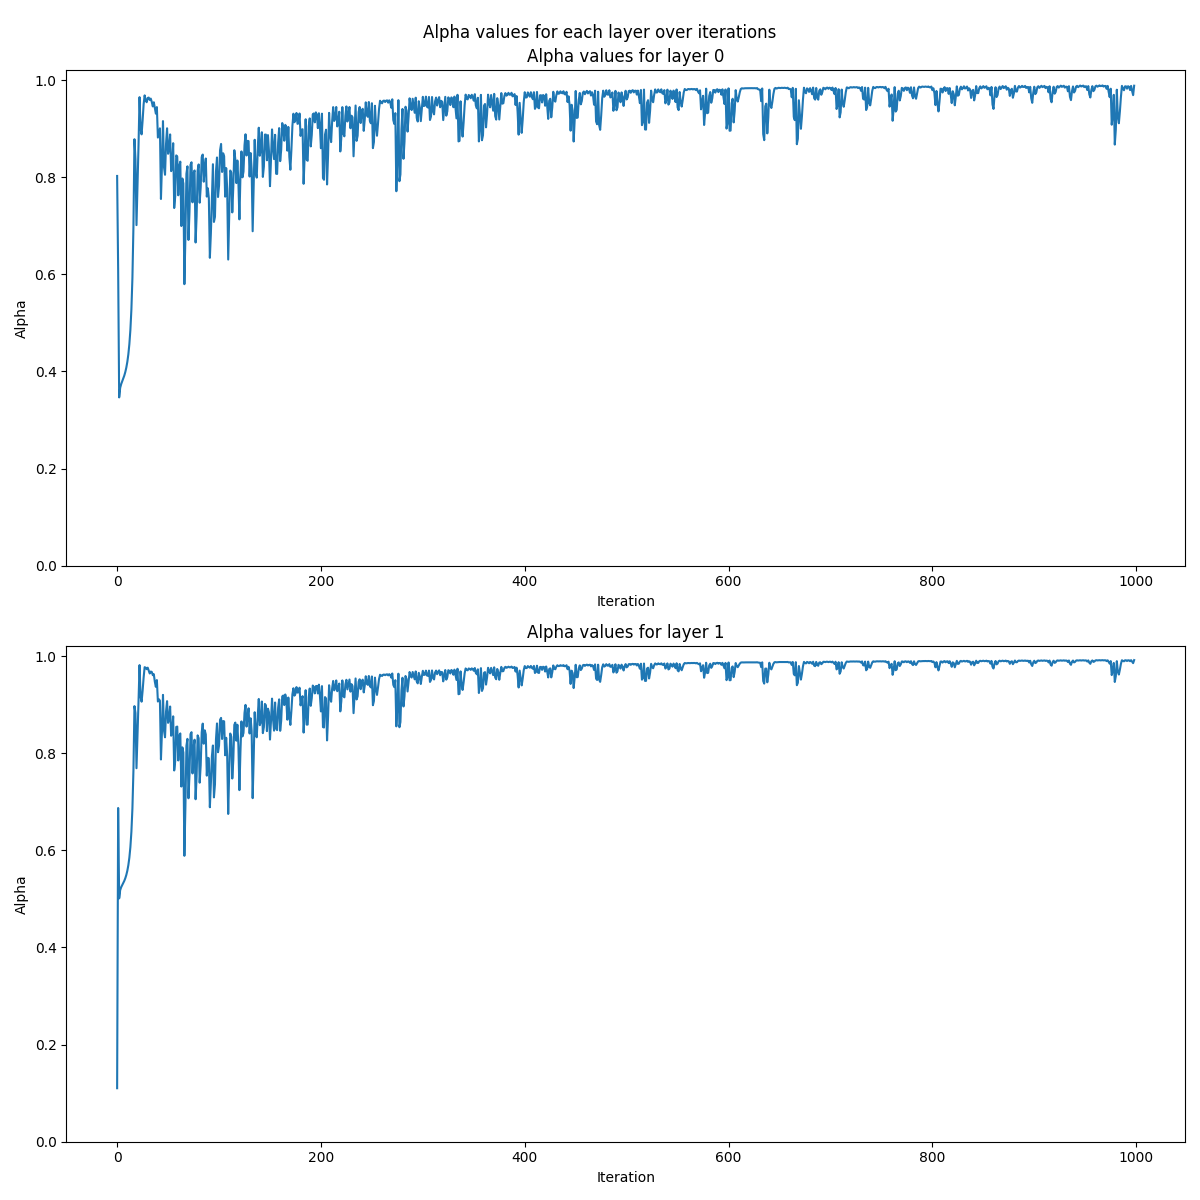 Alpha values for each layer over iterations
Alpha values for layer 0
1.0
0.8
0.6
0.4
0.2
0.0
Alpha
0 200 400 600 800 1000
Iteration
Alpha values for layer 1
1.0
0.8
0.6
0.4
0.2
0.0
Alpha
0 200 400 600 800 1000
Iteration